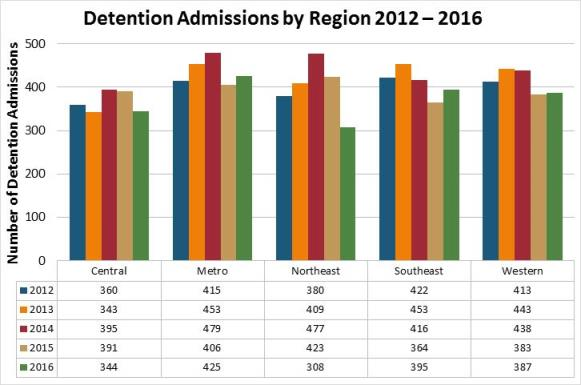 Detention Admissions by Region 2012 – 2016
Number of Detention Admissions
500
400
300
200
100
0
Central Metro Northeast Southeast Western
2012 360 415 380 422 413
2013 343 453 409 453 443
2014 395 479 477 416 438
2015 391 406 423 364 383
2016 344 425 308 395 387